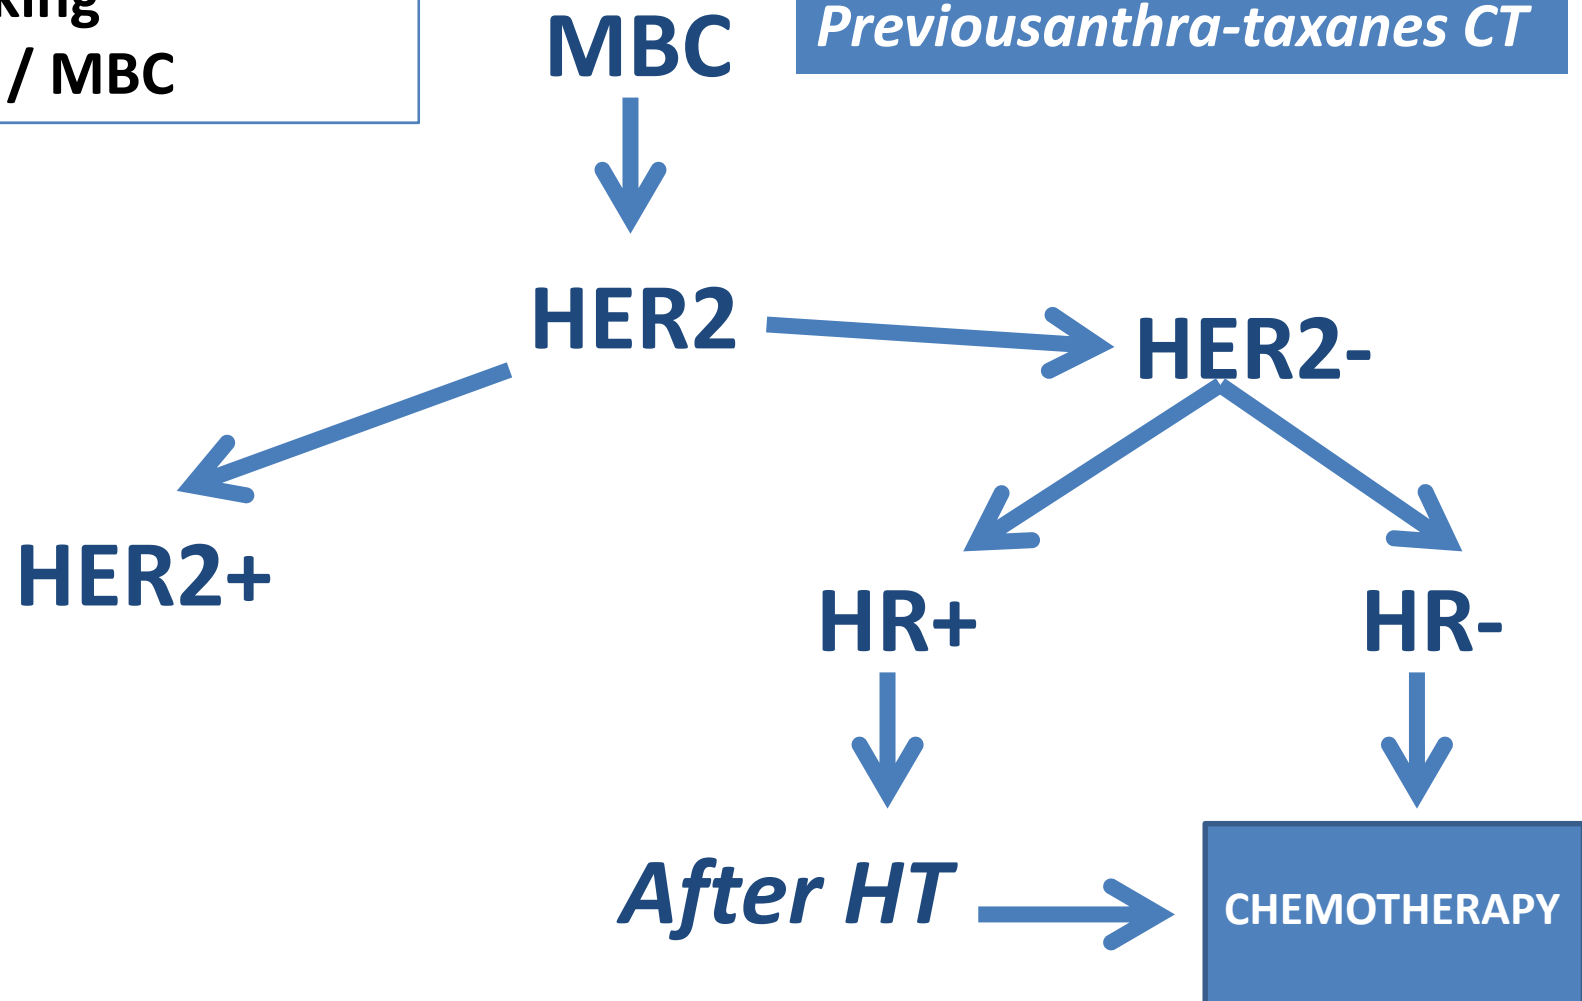 / MBC
MBC
Previousanthra-taxanes CT
HER2
HER2-
HER2+
HR+
HR-
After HT
CHEMOTHERAPY